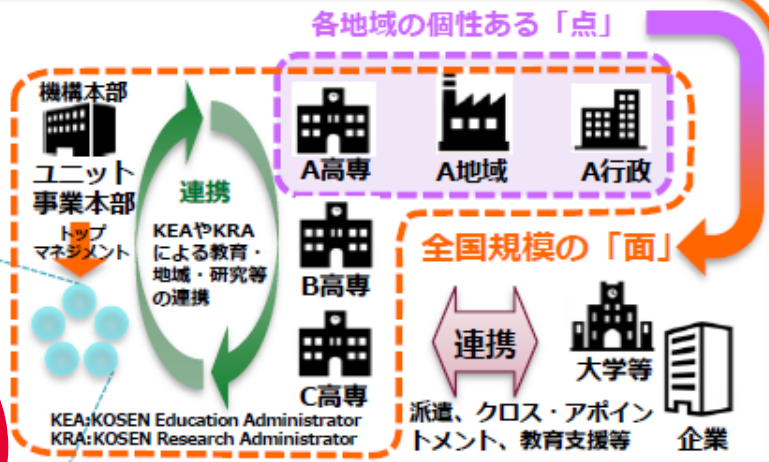 各地域の個性ある「点」
機構本部
ユニット
事業本部
トップ
マネジメント
連携
KEAやKRA
による教育・
地域・研究等
の連携
A高専
A地域
A行政
B高専
C高専
全国規模の「面」
連携
大学等
企業
派遣、クロス・アポイン
トメント、教育支援等
KEA:KOSEN Education Administrator
KRA:KOSEN Research Administrator